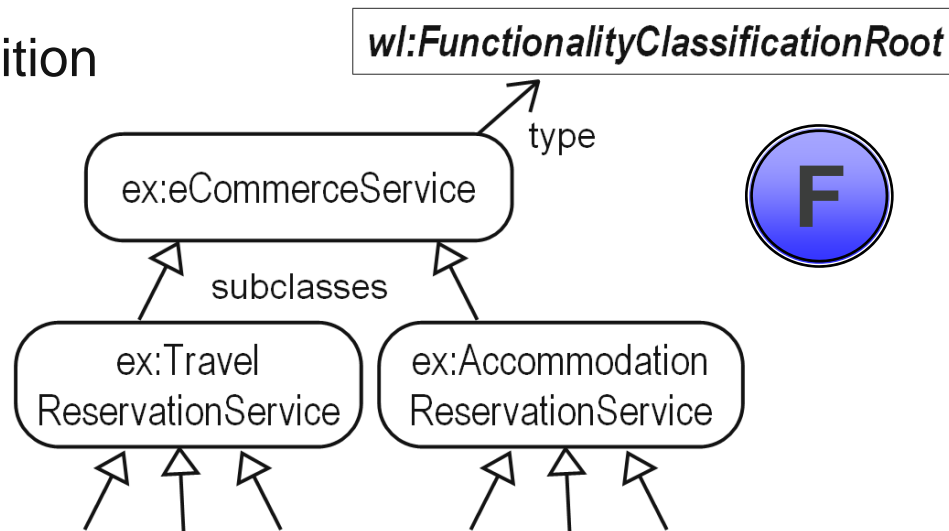 ition
wl:FunctionalityClassificationRoot
type
ex:eCommerceService
F
subclasses
ex:Travel
ReservationService
ex:Accommodation
ReservationService